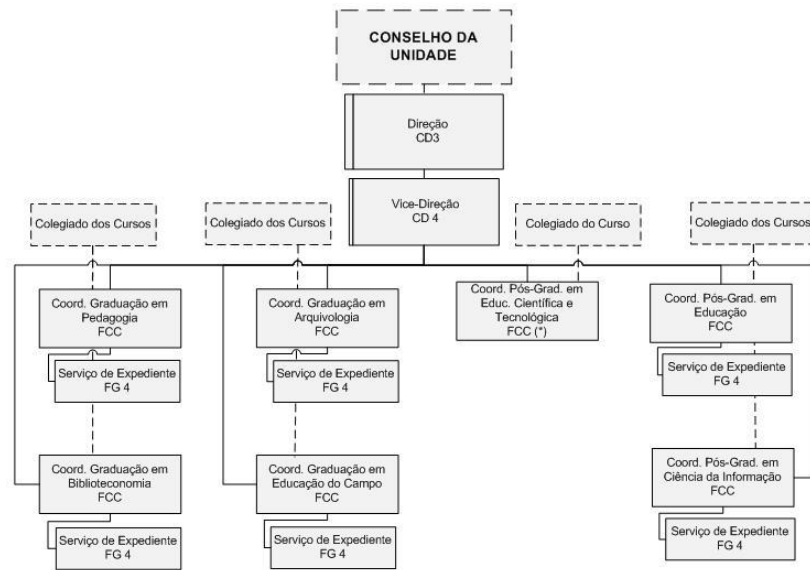 CONSELHO DA
UNIDADE
Direção
CD3
Vice-Direção
CD 4
Colegiado dos Cursos
Colegiado dos Cursos
Colegiado do Curso
Colegiado dos Cursos
Coord. Graduação em
Pedagogia
FCC
Coord. Graduação em
Arquivologia
FCC
Coord. Pós-Grad. em
Educ. Científica e
Tecnológica
FCC (*)
Coord. Pós-Grad. em
Educação
FCC
Serviço de Expediente
FG 4
Serviço de Expediente
FG 4
Serviço de Expediente
FG 4
Coord. Graduação em
Biblioteconomia
FCC
Coord. Graduação em
Educação do Campo
FCC
Coord. Pós-Grad. em
Ciência da Informação
FCC
Serviço de Expediente
FG 4
Serviço de Expediente
FG 4
Serviço de Expediente
FG 4